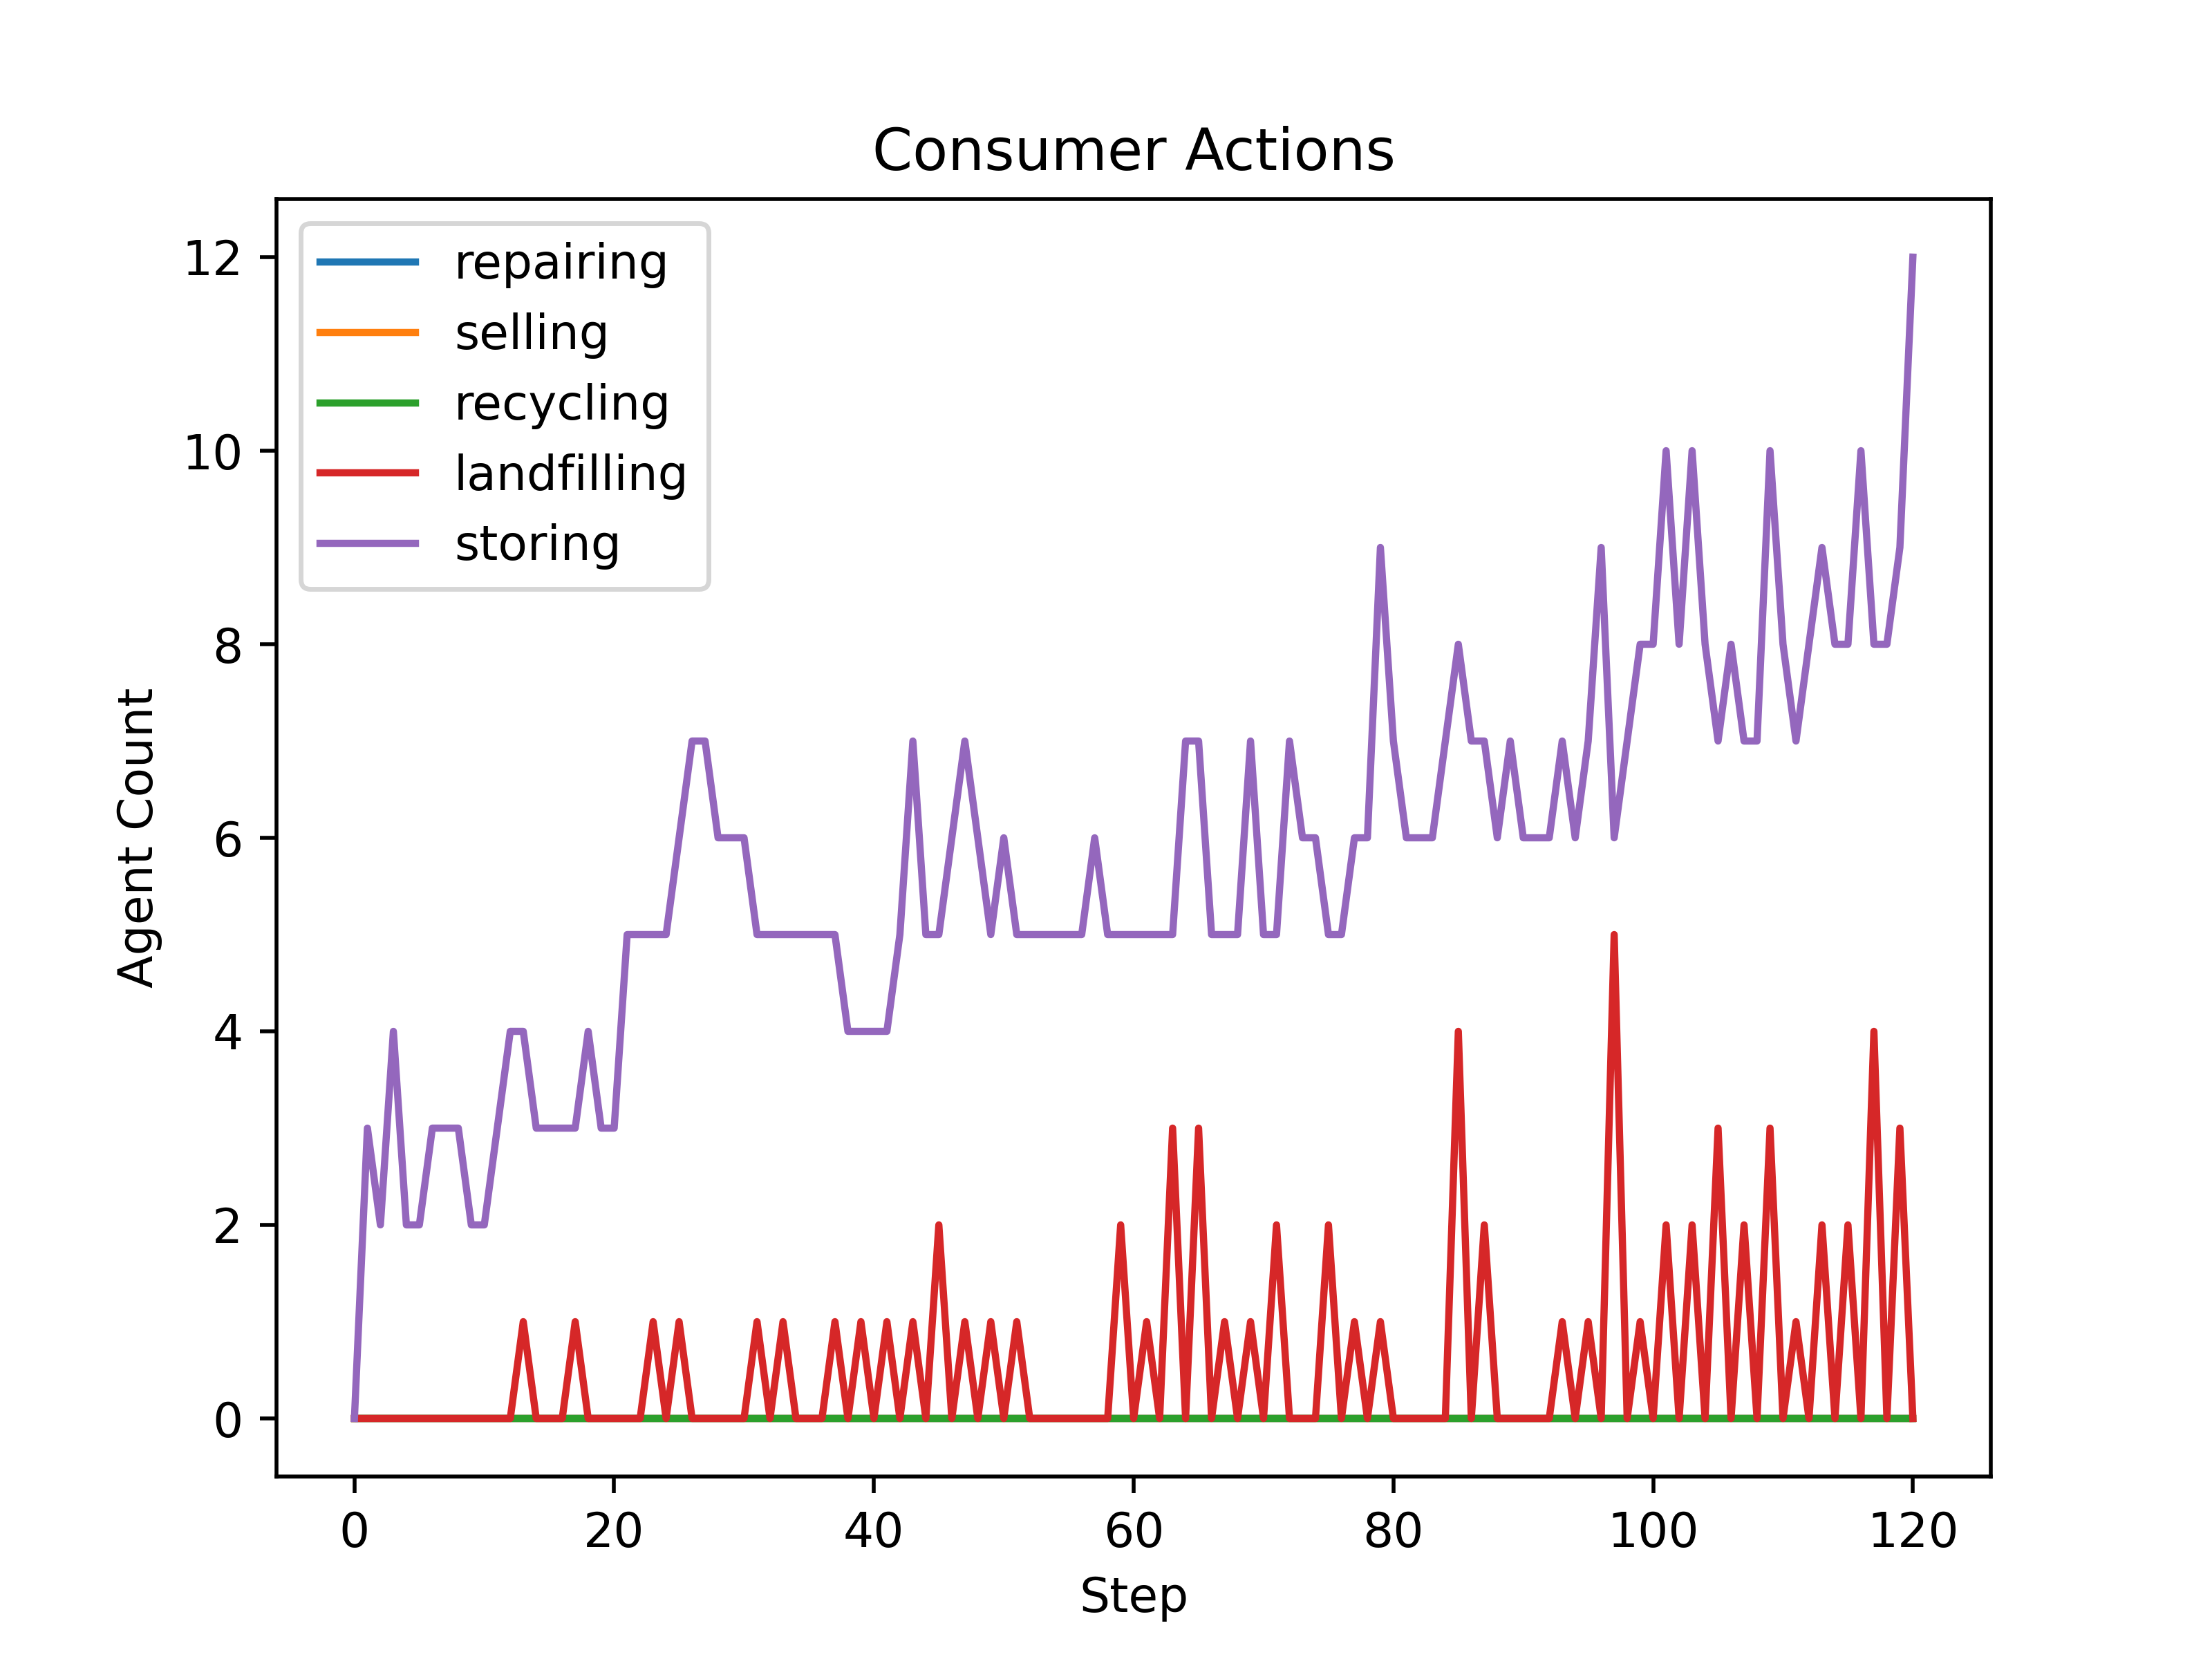 Consumer Actions
repairing
selling
recycling
landfilling
storing
12
10
8
6
4
2
0
Agent Count
0 20 40 60 80 100 120
Step